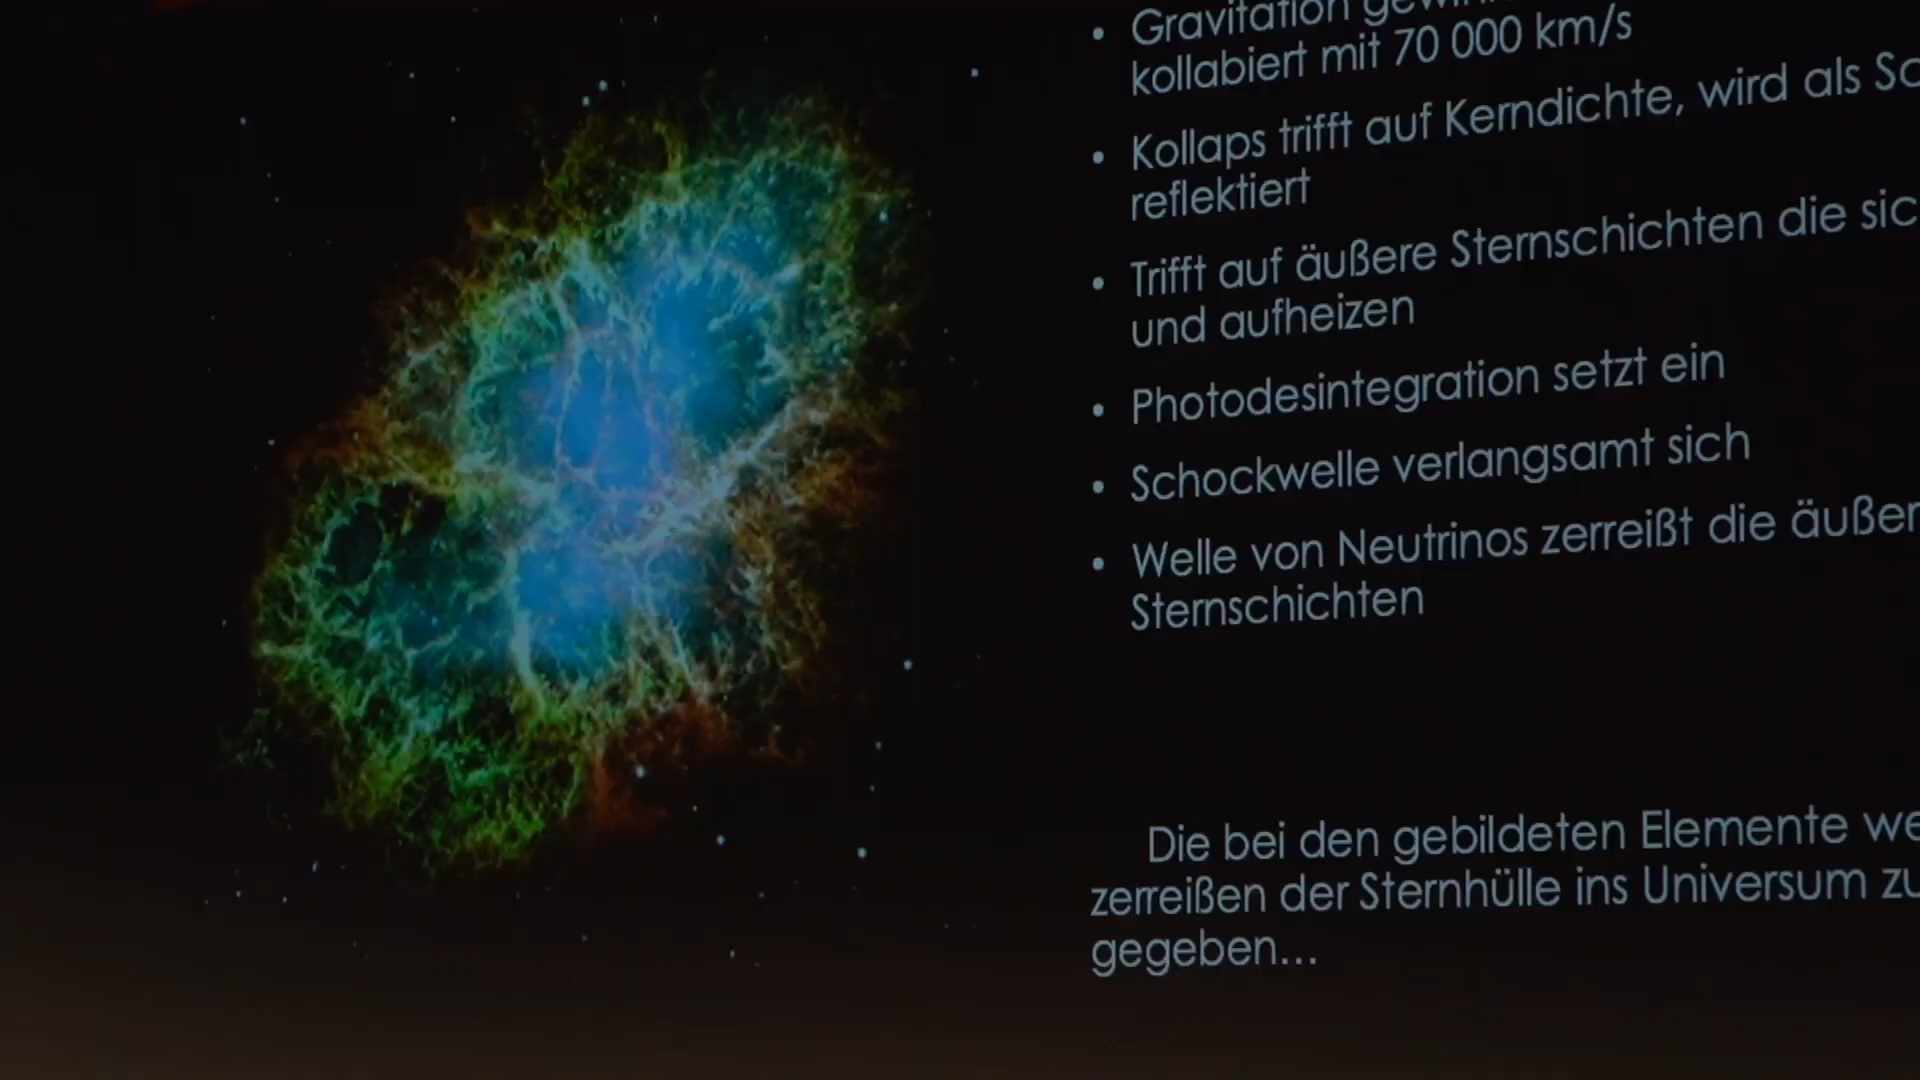 Gravitation
kollabiert mit 70 000 km/s
Kollaps trifft auf Kerndichte, wird als
reflektiert
Trifft auf äußere Sternschichten die
und aufheizen
Photodesintegration setzt ein
Schockwelle verlangsamt sich
Welle von Neutrinos zerreißt die
Sternschichten
Die bei den gebildeten Elemente
zerreißen der Sternhülle ins Universum
gegeben...